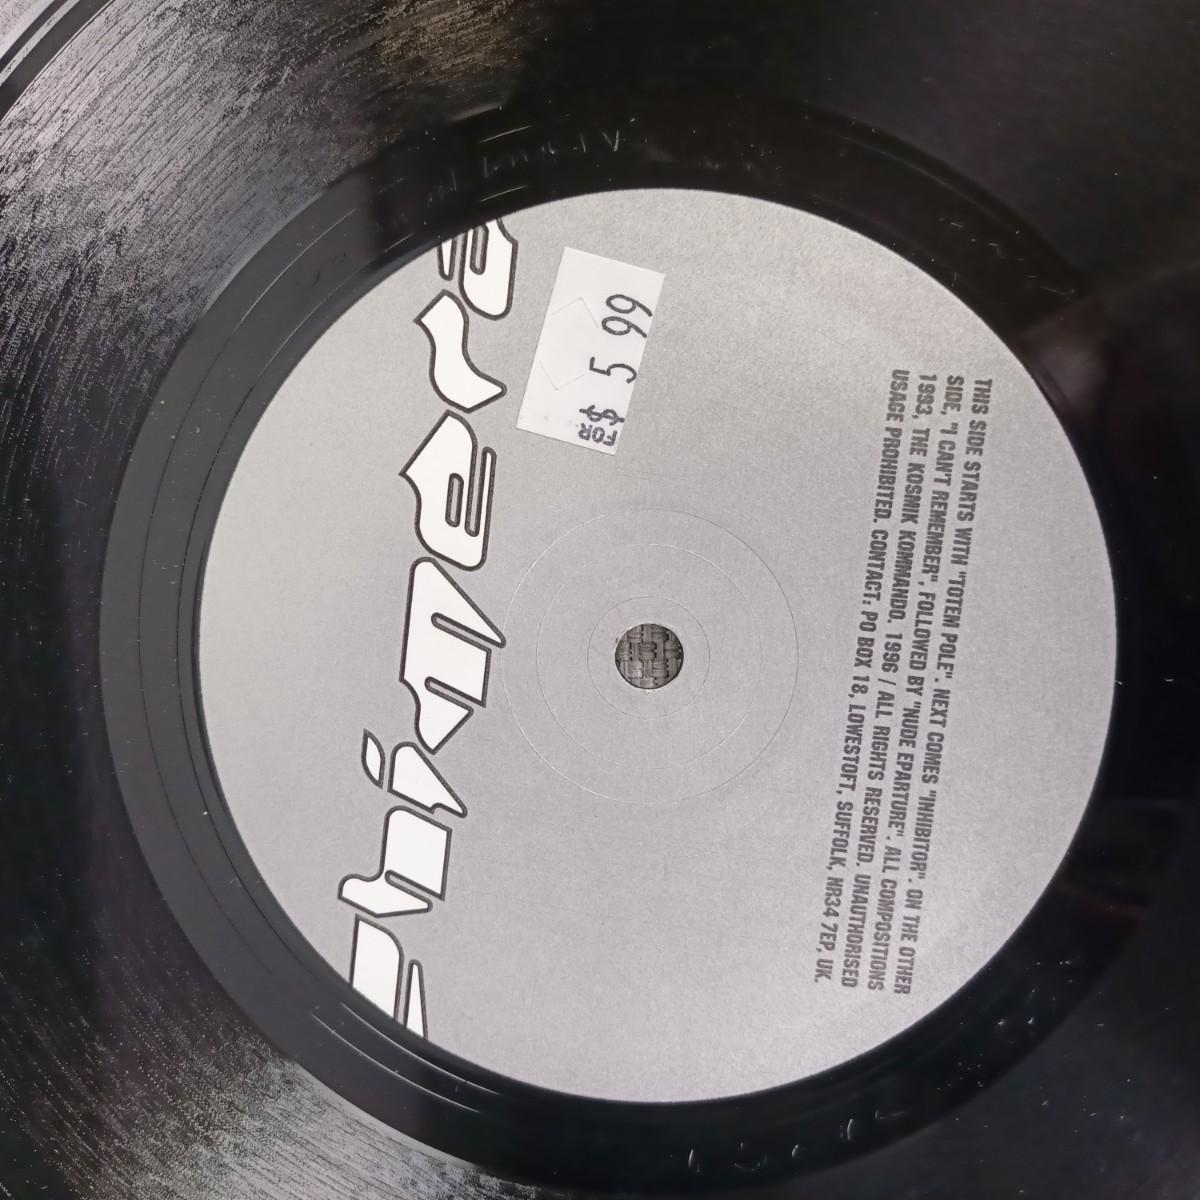 THIS SIDE STARTS WITH "TOTEM POLE". NEXT COMES "INHIBITOR". ON THE OTHER
SIDE, "I CAN'T REMEMBER", FOLLOWED BY "NUDE EPARTURE". ALL COMPOSITIONS
1993, THE KOSMIK KOMMANDO. 1996 / ALL RIGHTS RESERVED. UNAUTHORISED
USAGE PROHIBITED. CONTACT: PO BOX 18, LOWESTOFT, SUFFOLK, NR34 7EP, UK.
FOR
$ 5 99